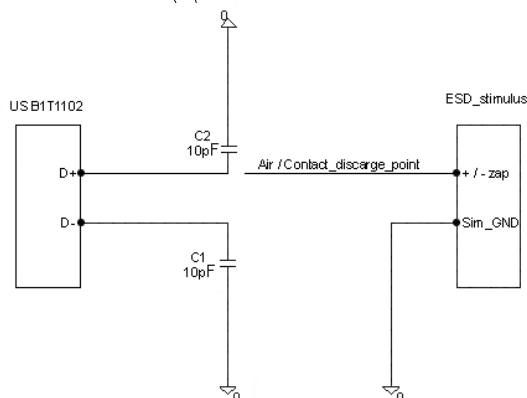 0
USB1T1102
ESD_stimulus
C2
10pF
Air / Contact_discarge_point
D+
+ / - zap
D-
Sim_GND
C1
10pF
0
0